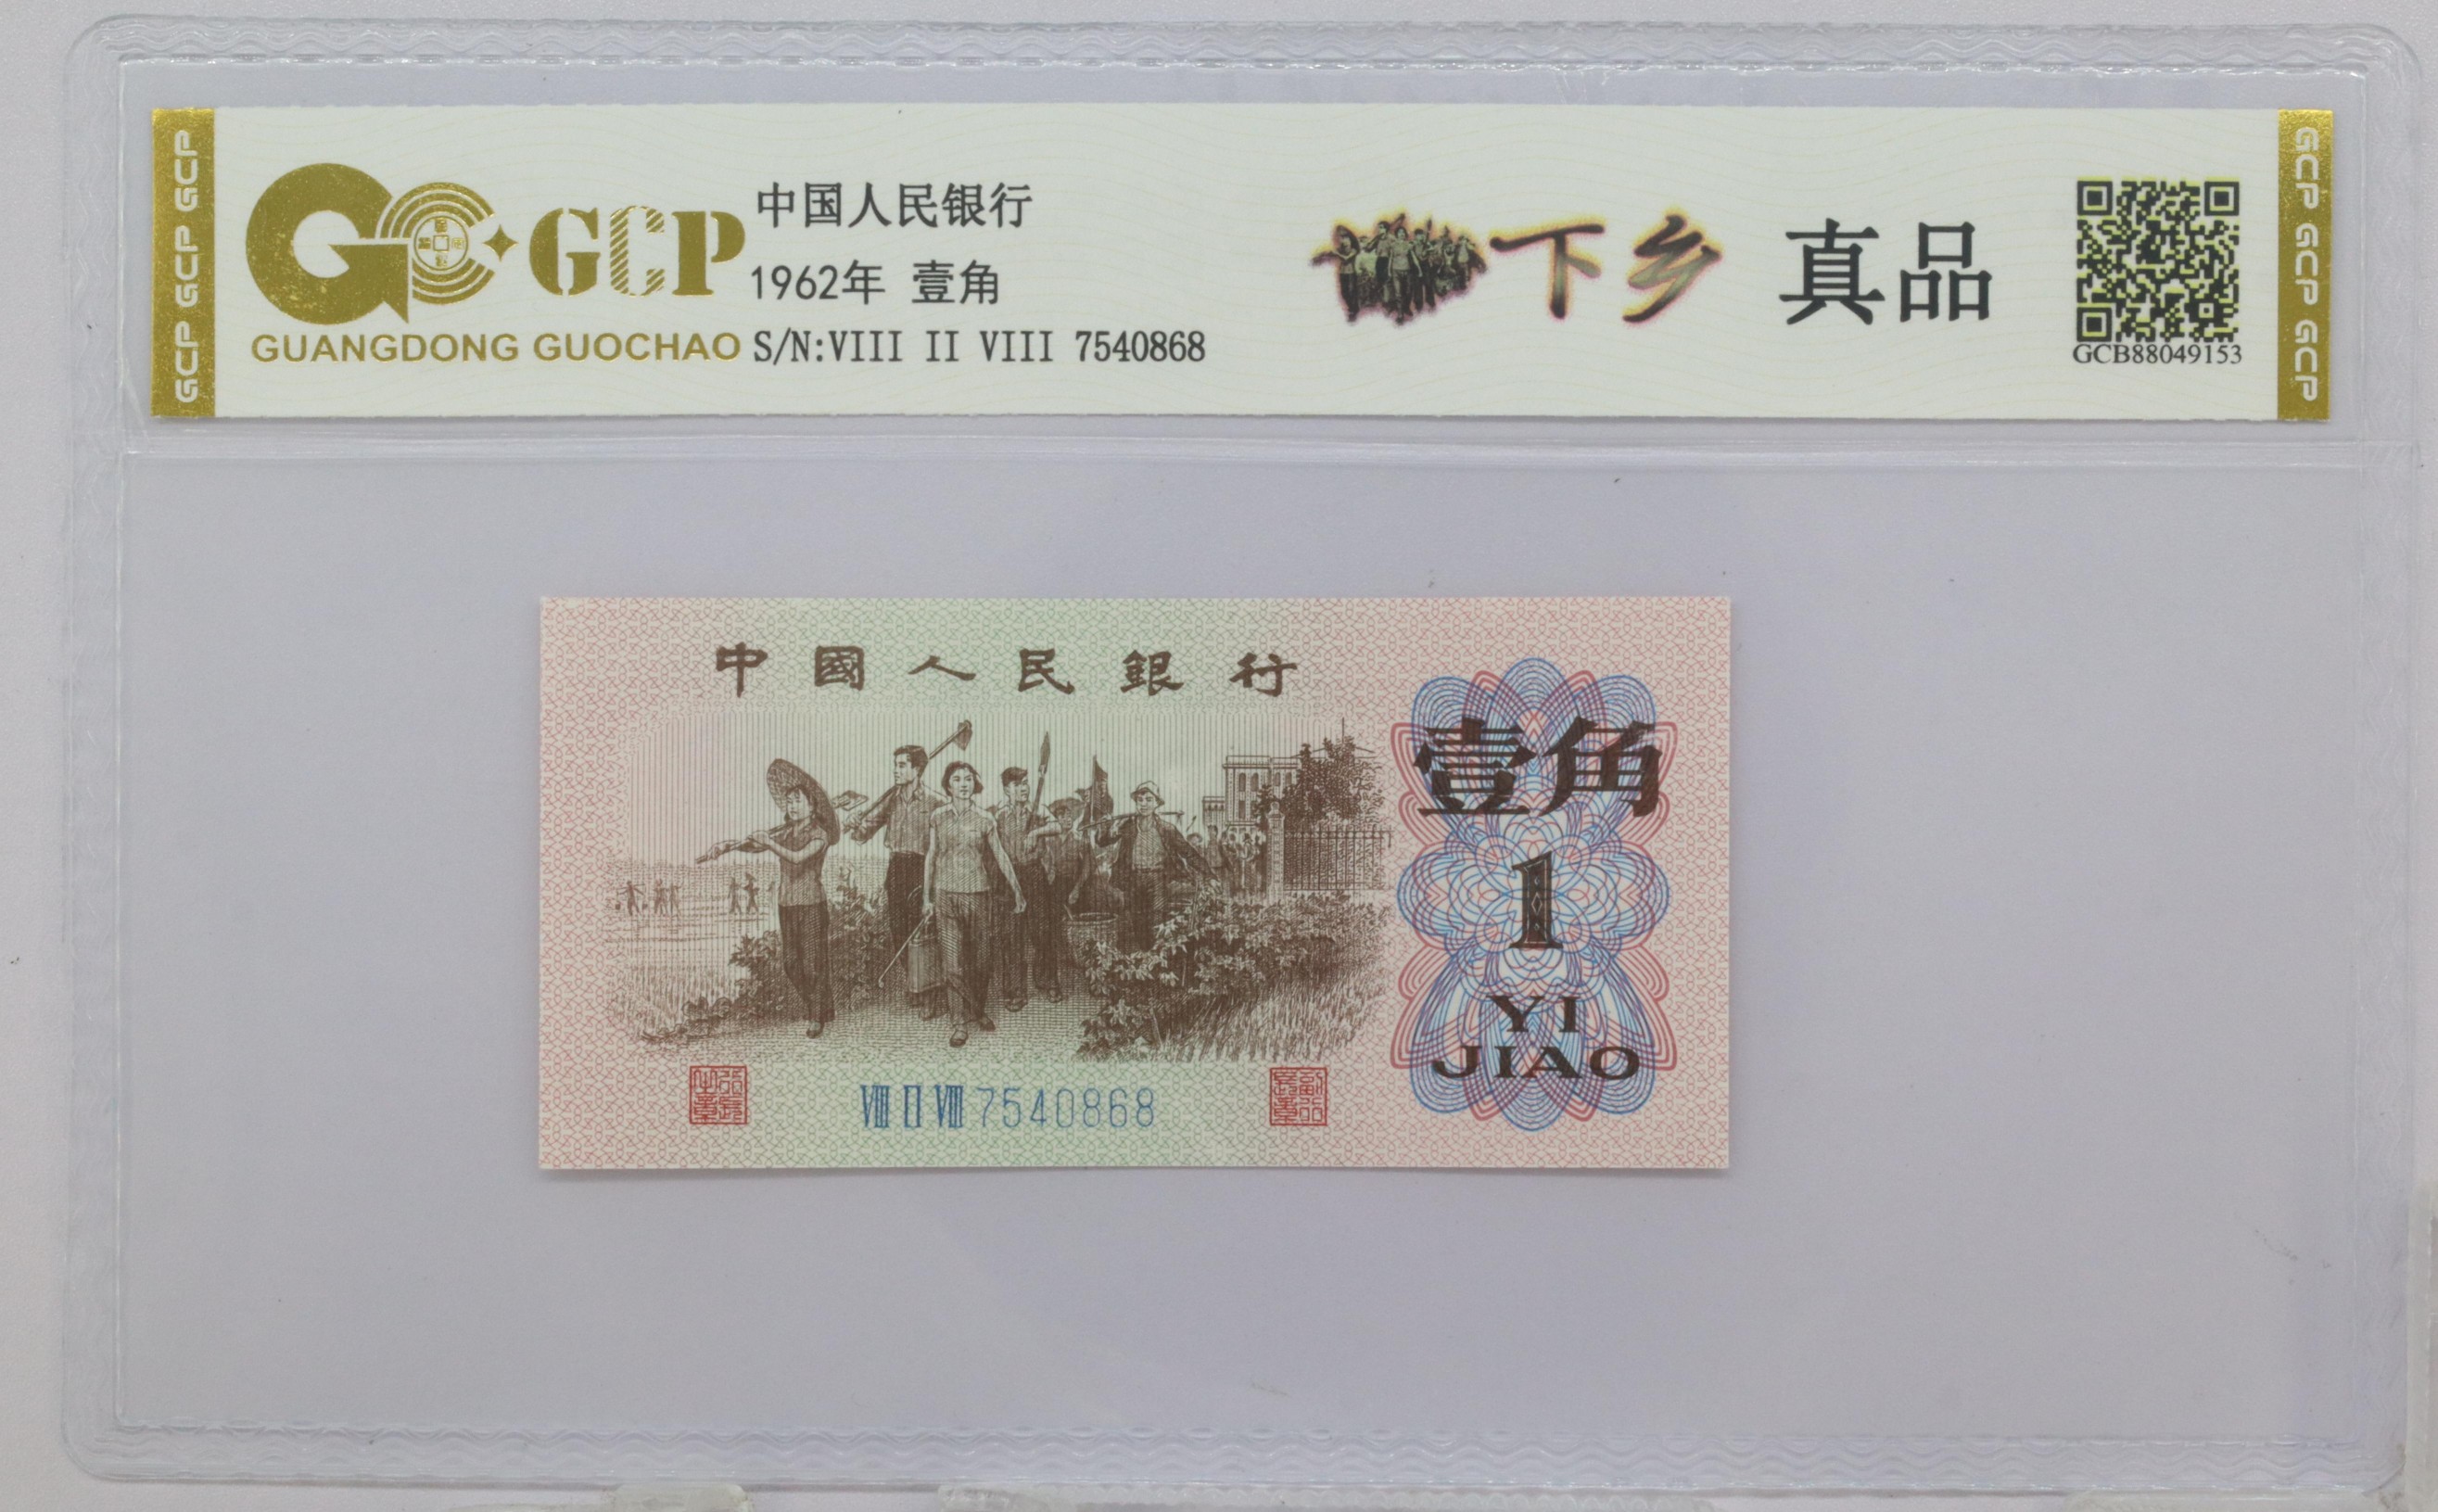 GCP GCP GCP
GCP
GUANGDONG GUOCHAO
中国人民银行
1962年 壹角
S/N:VIII II VIII 7540868
下乡 真品
GCB88049153
GCP GCP GCP
中國人民銀行
壹角
1
YI
JIAO
VIII II VIII 7540868